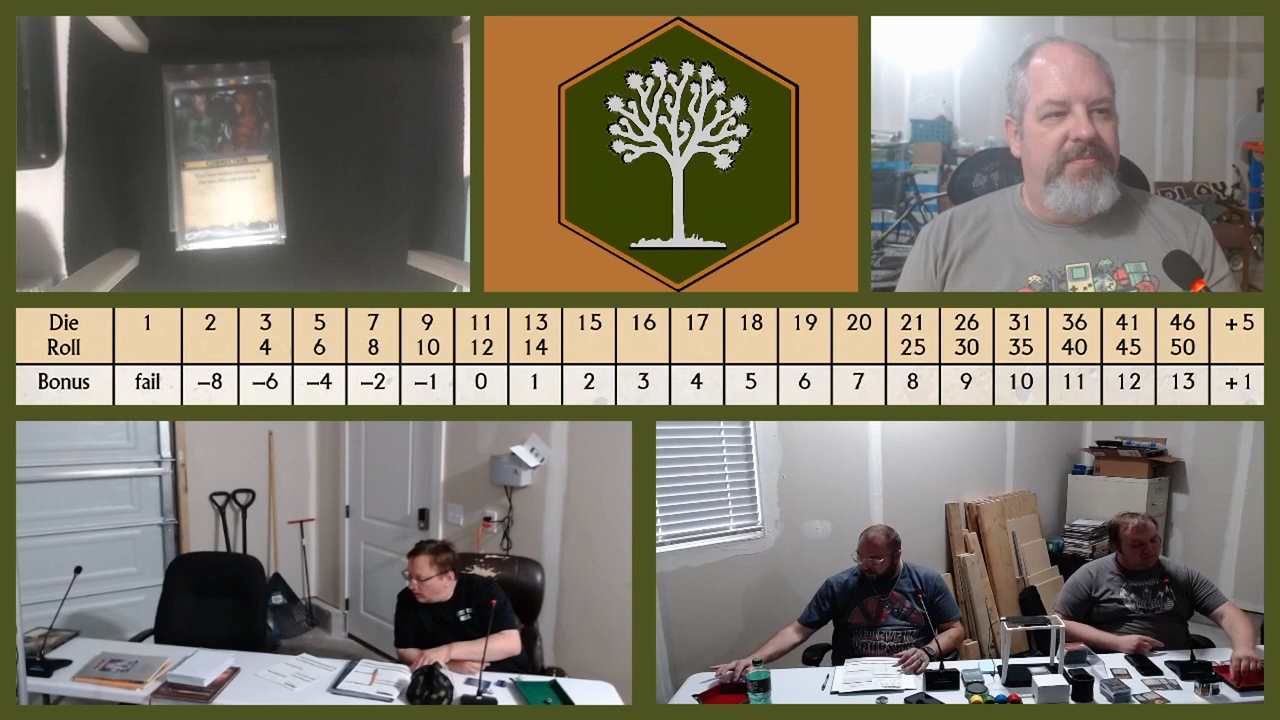 CONNECTION
PLAY
Die Roll 1 2 3 4 5 6 7 8 9 10 11 12 13 14 15 16 17 18 19 20 21 25 26 30 31 35 36 40 41 45 46 50 +5
Bonus fail –8 –6 –4 –2 –1 0 1 2 3 4 5 6 7 8 9 10 11 12 13 +1